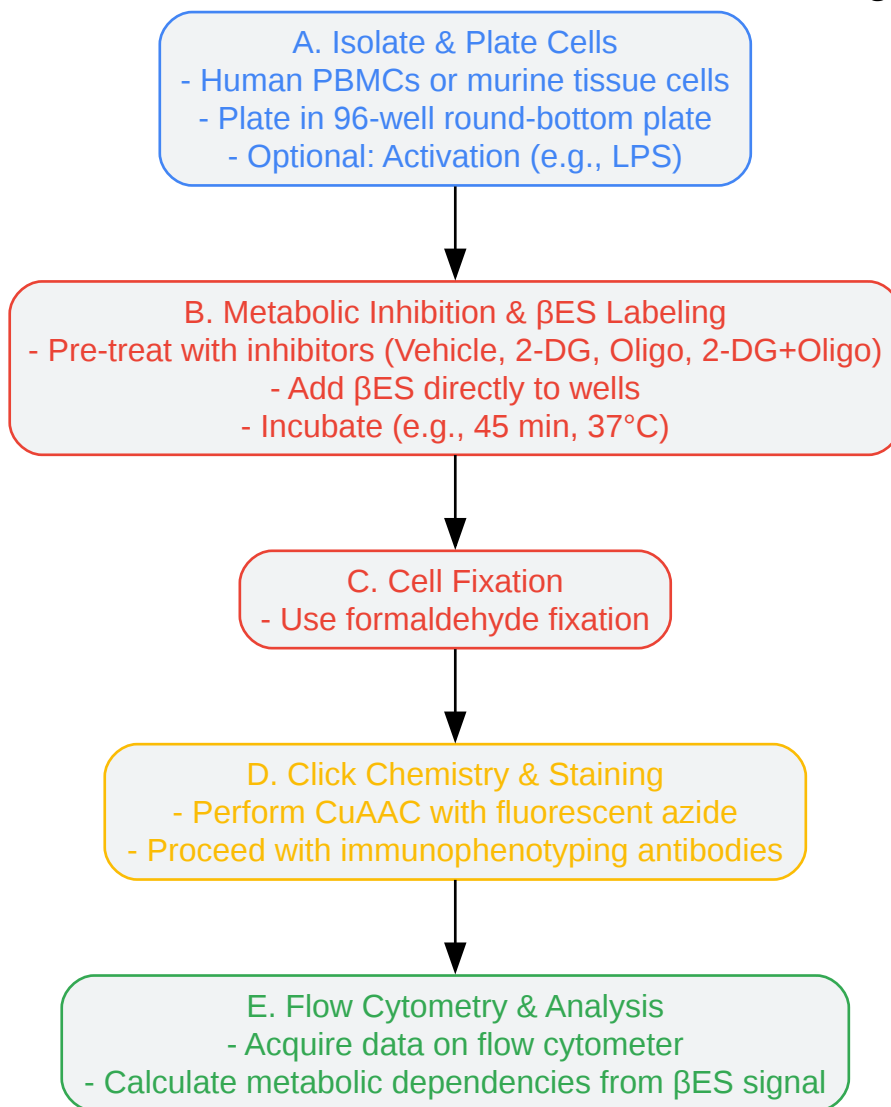 A. Isolate & Plate Cells
- Human PBMCs or murine tissue cells
- Plate in 96-well round-bottom plate
- Optional: Activation (e.g., LPS)
B. Metabolic Inhibition & βES Labeling
- Pre-treat with inhibitors (Vehicle, 2-DG, Oligo, 2-DG+Oligo)
- Add βES directly to wells
- Incubate (e.g., 45 min, 37°C)
C. Cell Fixation
- Use formaldehyde fixation
D. Click Chemistry & Staining
- Perform CuAAC with fluorescent azide
- Proceed with immunophenotyping antibodies
E. Flow Cytometry & Analysis
- Acquire data on flow cytometer
- Calculate metabolic dependencies from βES signal